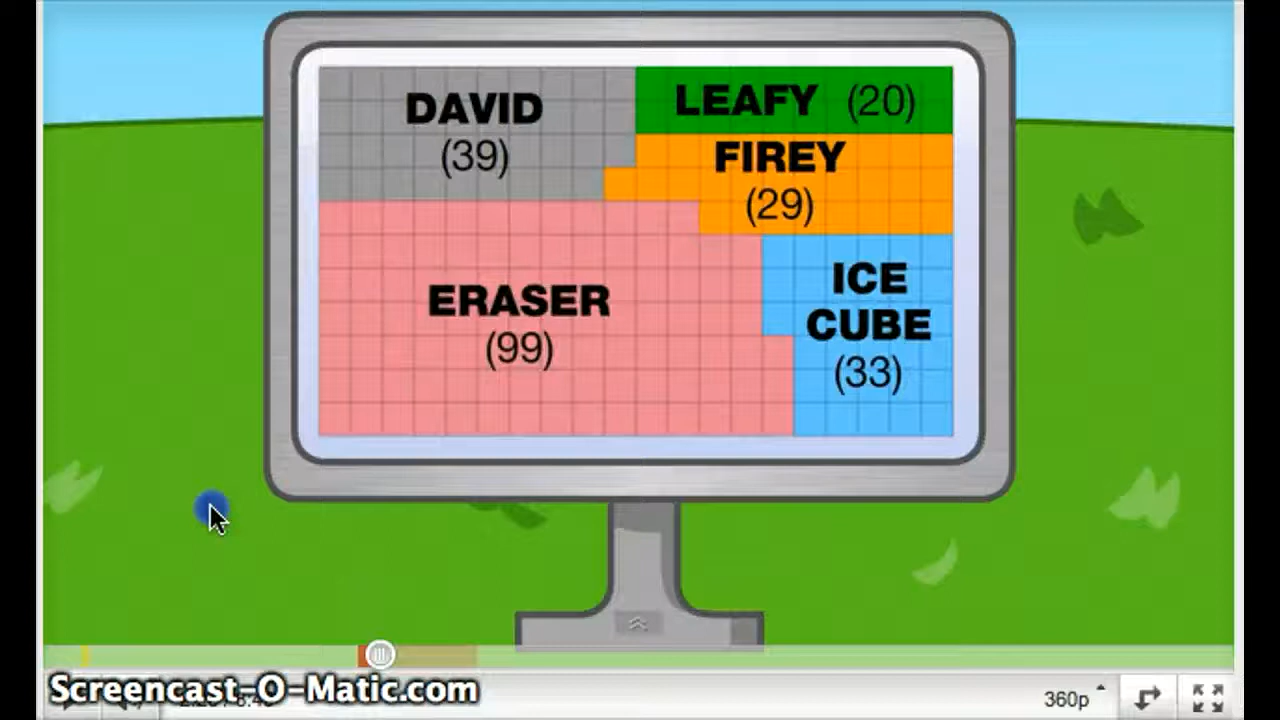 DAVID
(39)
LEAFY (20)
FIREY
(29)
ERASER
(99)
ICE
CUBE
(33)
Screencast-O-Matic.com
360p